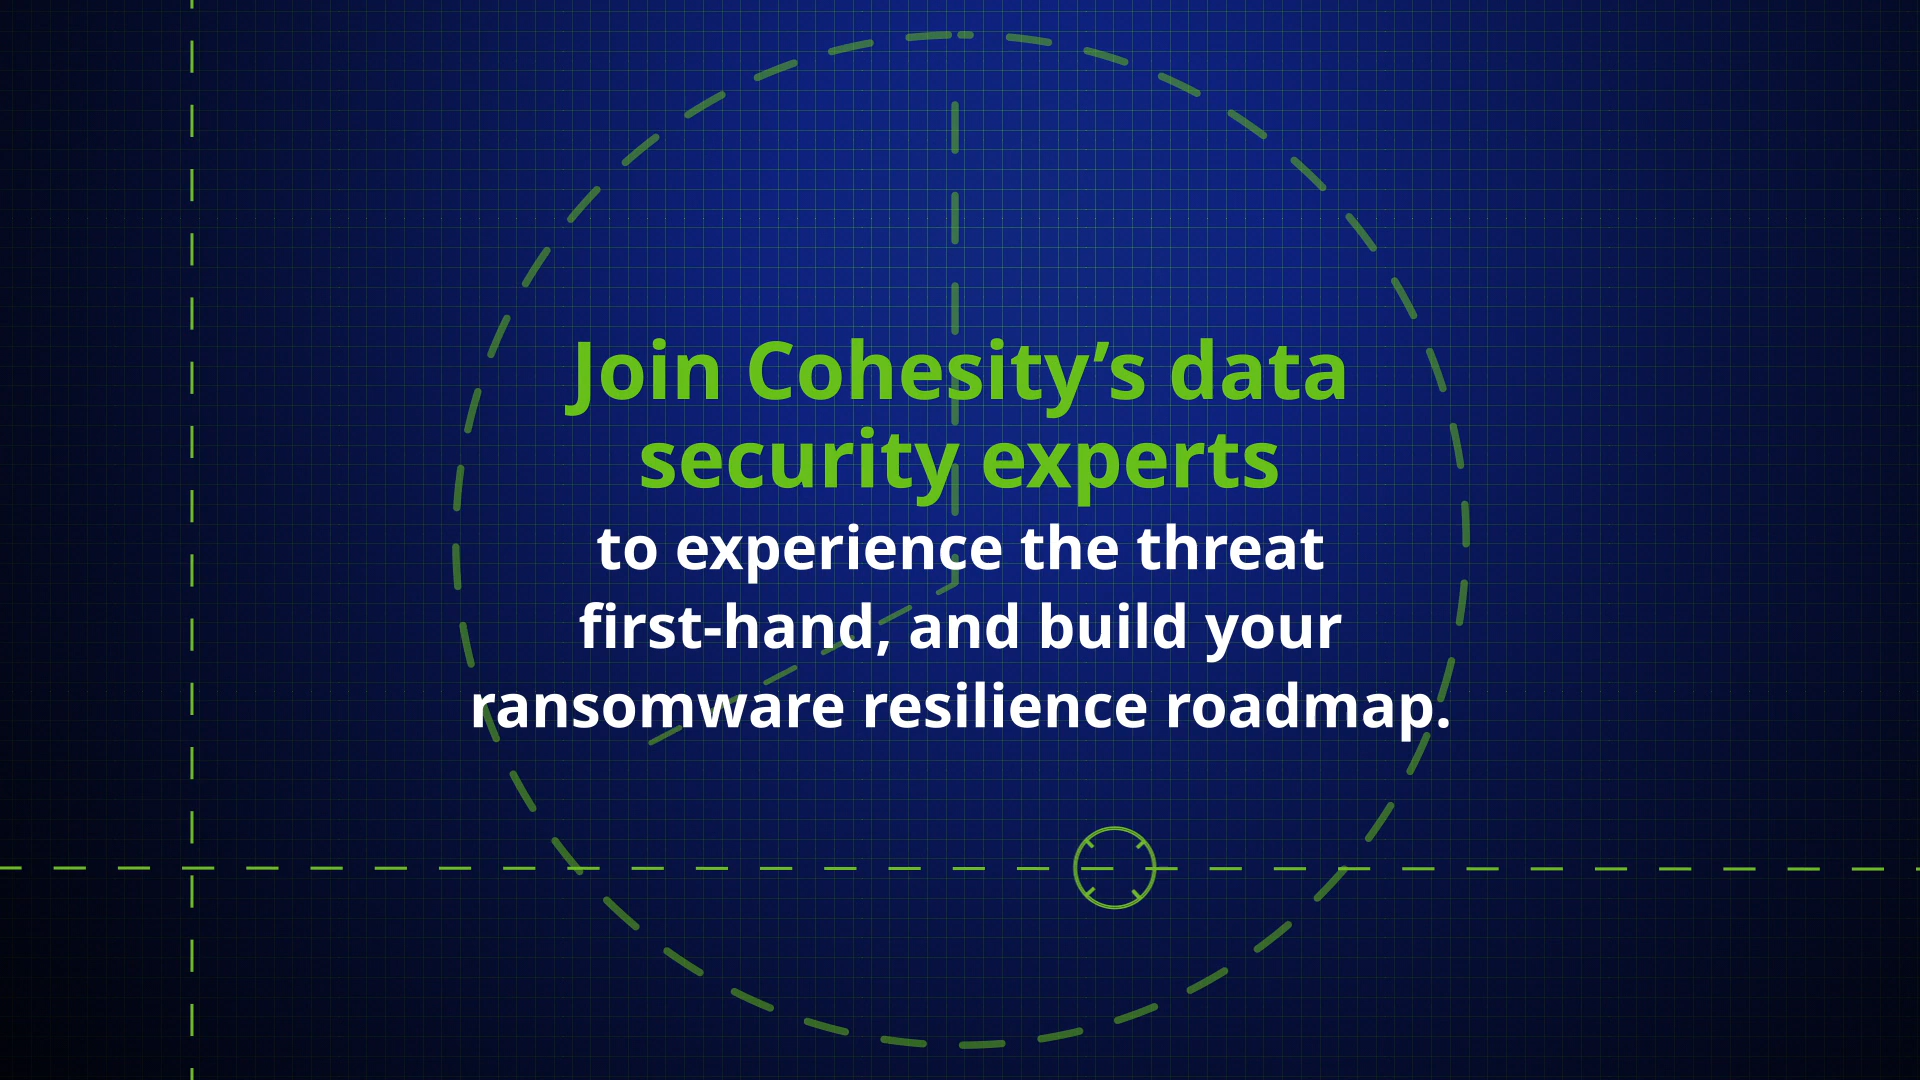 Join Cohesity’s data
security experts
to experience the threat
first-hand, and build your
ransomware resilience roadmap.